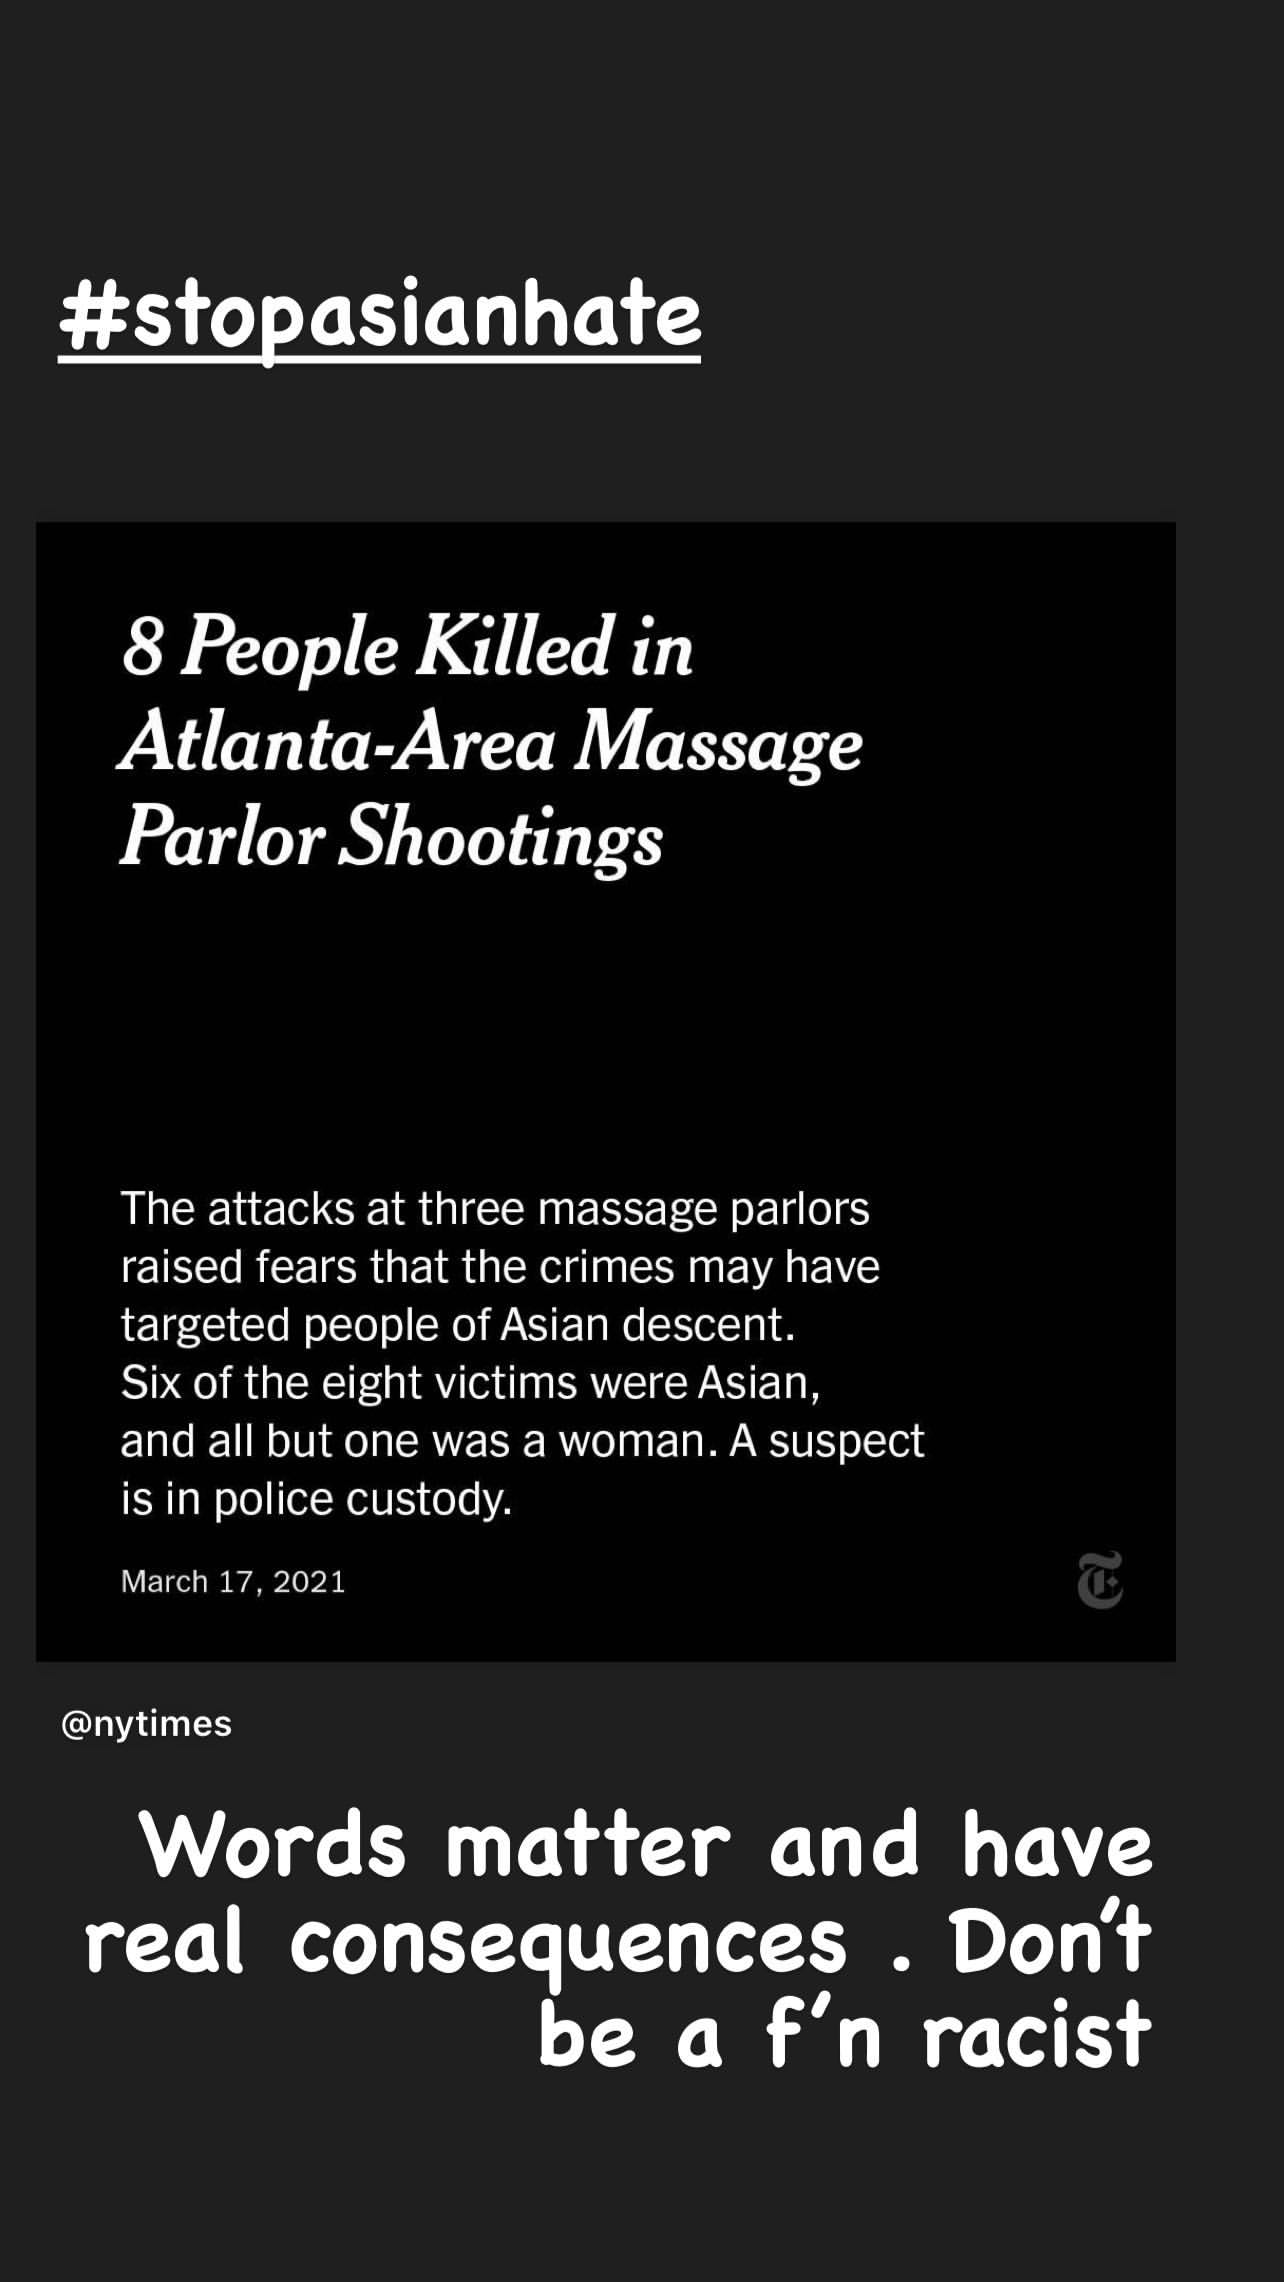 #stopasianhate
8 People Killed in
Atlanta-Area Massage
Parlor Shootings
The attacks at three massage parlors
raised fears that the crimes may have
targeted people of Asian descent.
Six of the eight victims were Asian,
and all but one was a woman. A suspect
is in police custody.
March 17, 2021
T
@nytimes
Words matter and have
real consequences . Don't
be a f'n racist